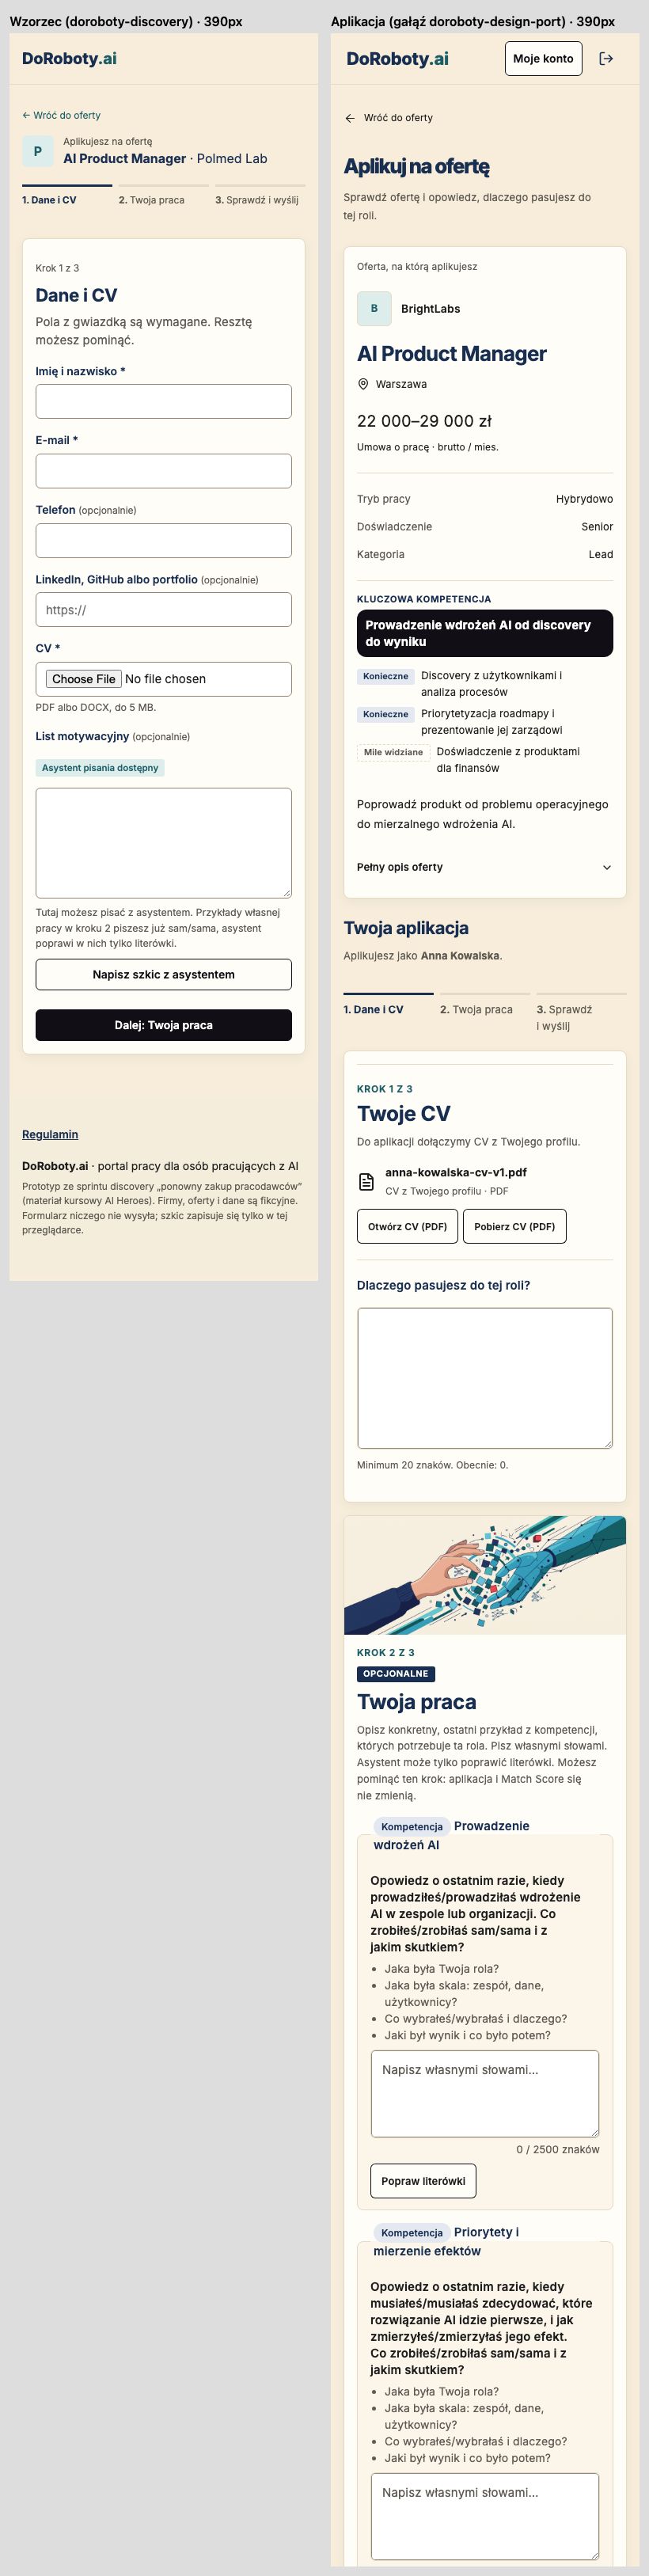 Wzorzec (doroboty-discovery) · 390px
DoRoboty.ai
← Wróć do oferty
P
Aplikujesz na ofertę
AI Product Manager · Polmed Lab
1. Dane i CV
2. Twoja praca
3. Sprawdź i wyślij
Krok 1 z 3
Dane i CV
Pola z gwiazdką są wymagane. Resztę
możesz pominąć.
Imię i nazwisko *
E-mail *
Telefon (opcjonalnie)
LinkedIn, GitHub albo portfolio (opcjonalnie)
https://
CV *
Choose File No file chosen
PDF albo DOCX, do 5 MB.
List motywacyjny (opcjonalnie)
Asystent pisania dostępny
Tutaj możesz pisać z asystentem. Przykłady własnej
pracy w kroku 2 piszesz już sam/sama, asystent
poprawi w nich tylko literówki.
Napisz szkic z asystentem
Dalej: Twoja praca
Regulamin
DoRoboty.ai · portal pracy dla osób pracujących z AI
Prototyp ze sprintu discovery „ponowny zakup pracodawców”
(materiał kursowy AI Heroes). Firmy, oferty i dane są fikcyjne.
Formularz niczego nie wysyła; szkic zapisuje się tylko w tej
przeglądarce.
Aplikacja (gałąź doroboty-design-port) · 390px
DoRoboty.ai
Moje konto
← Wróć do oferty
Aplikuj na ofertę
Sprawdź ofertę i opowiedz, dlaczego pasujesz do
tej roli.
Oferta, na którą aplikujesz
B
BrightLabs
AI Product Manager
Warszawa
22 000–29 000 zł
Umowa o pracę · brutto / mies.
Tryb pracy Hybrydowo
Doświadczenie Senior
Kategoria Lead
KLUCZOWA KOMPETENCJA
Prowadzenie wdrożeń AI od discovery
do wyniku
Konieczne Discovery z użytkownikami i
analiza procesów
Konieczne Priorytetyzacja roadmapy i
prezentowanie jej zarządowi
Mile widziane Doświadczenie z produktami
dla finansów
Poprowadź produkt od problemu operacyjnego
do mierzalnego wdrożenia AI.
Pełny opis oferty
Twoja aplikacja
Aplikujesz jako Anna Kowalska.
1. Dane i CV
2. Twoja praca
3. Sprawdź
i wyślij
KROK 1 Z 3
Twoje CV
Do aplikacji dołączymy CV z Twojego profilu.
anna-kowalska-cv-v1.pdf
CV z Twojego profilu · PDF
Otwórz CV (PDF)
Pobierz CV (PDF)
Dlaczego pasujesz do tej roli?
Minimum 20 znaków. Obecnie: 0.
KROK 2 Z 3
OPCJONALNE
Twoja praca
Opisz konkretny, ostatni przykład z kompetencji,
których potrzebuje ta rola. Pisz własnymi słowami.
Asystent może tylko poprawić literówki. Możesz
pominąć ten krok: aplikacja i Match Score się
nie zmienią.
Kompetencja Prowadzenie
wdrożeń AI
Opowiedz o ostatnim razie, kiedy
prowadziłeś/prowadziłaś wdrożenie
AI w zespole lub organizacji. Co
zrobiłeś/zrobiłaś sam/sama i z
jakim skutkiem?
• Jaka była Twoja rola?
• Jaka była skala: zespół, dane,
użytkownicy?
• Co wybrałeś/wybrałaś i dlaczego?
• Jaki był wynik i co było potem?
Napisz własnymi słowami...
0 / 2500 znaków
Popraw literówki
Kompetencja Priorytety i
mierzenie efektów
Opowiedz o ostatnim razie, kiedy
musiałeś/musiałaś zdecydować, które
rozwiązanie AI idzie pierwsze, i jak
zmierzyłeś/zmierzyłaś jego efekt.
Co zrobiłeś/zrobiłaś sam/sama i z
jakim skutkiem?
• Jaka była Twoja rola?
• Jaka była skala: zespół, dane,
użytkownicy?
• Co wybrałeś/wybrałaś i dlaczego?
• Jaki był wynik i co było potem?
Napisz własnymi słowami...